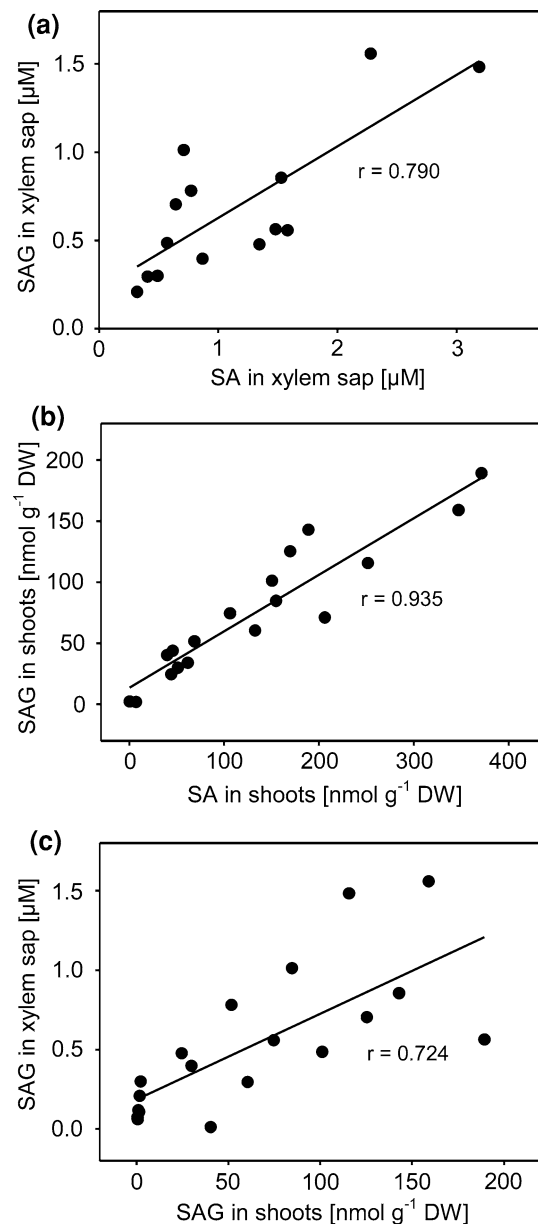 (a)
SAG in xylem sap [µM]
1.5
1.0
0.5
0.0
r = 0.790
0 1 2 3
SA in xylem sap [µM]
(b)
SAG in shoots [nmol g⁻¹ DW]
200
150
100
50
0
r = 0.935
0 100 200 300 400
SA in shoots [nmol g⁻¹ DW]
(c)
SAG in xylem sap [µM]
1.5
1.0
0.5
0.0
r = 0.724
0 50 100 150 200
SAG in shoots [nmol g⁻¹ DW]